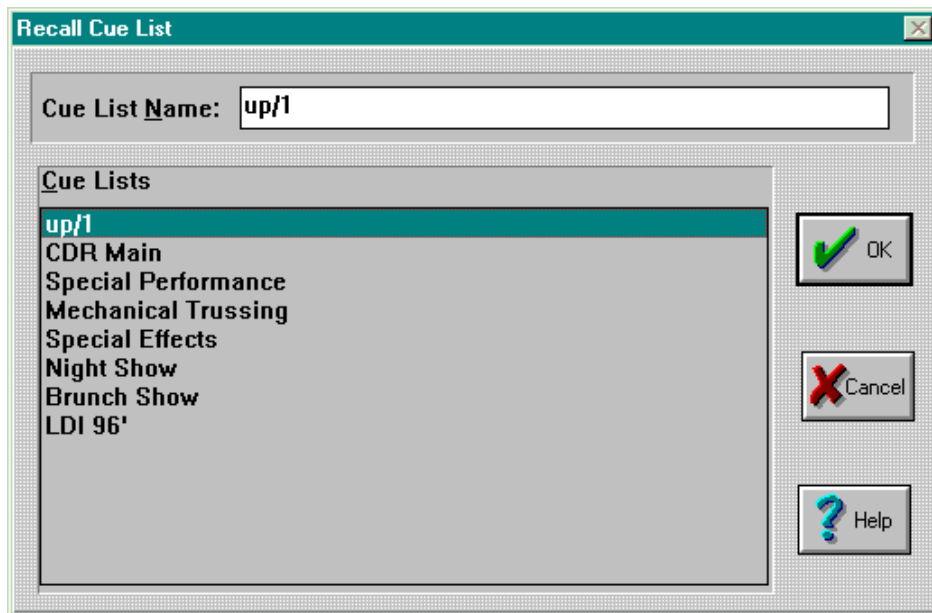 Recall Cue List
Cue List Name: up/1
Cue Lists
up/1
CDR Main
Special Performance
Mechanical Trussing
Special Effects
Night Show
Brunch Show
LDI 96'
OK
Cancel
Help